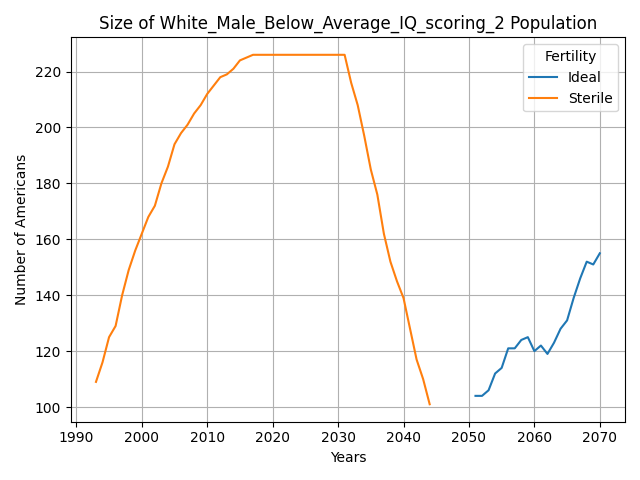 Size of White_Male_Below_Average_IQ_scoring_2 Population
Fertility
Ideal
Sterile
Number of Americans
220
200
180
160
140
120
100
1990 2000 2010 2020 2030 2040 2050 2060 2070
Years